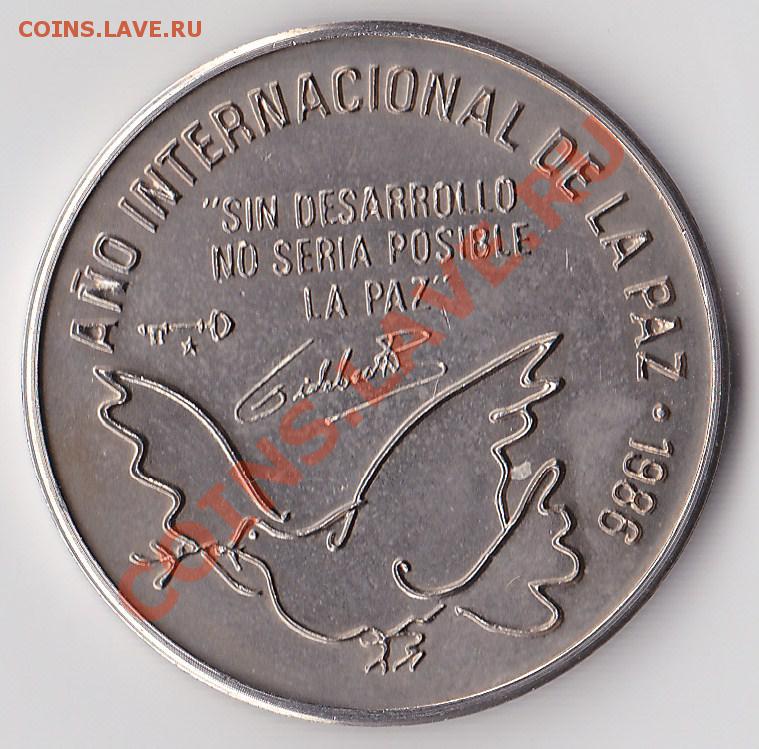 COINS.LAVE.RU
AÑO INTERNACIONAL DE LA PAZ • 1986
"SIN DESARROLLO
NO SERIA POSIBLE
LA PAZ"
COINS.LAVE.RU